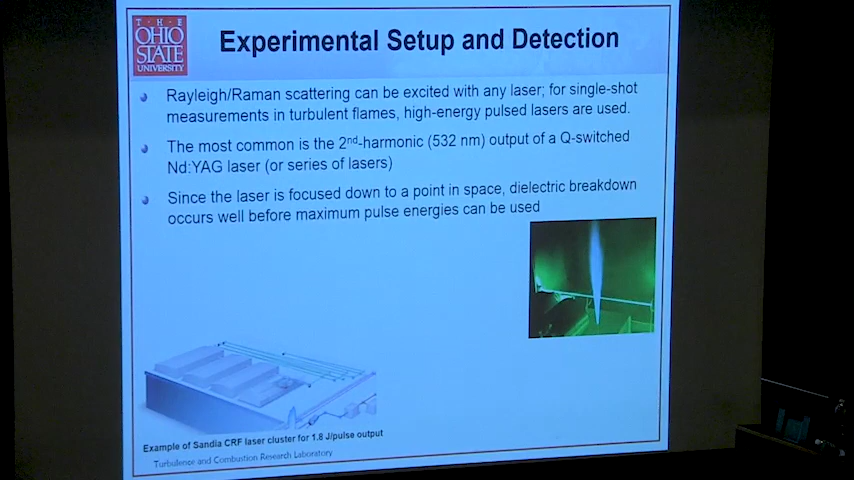 THE
OHIO
STATE
UNIVERSITY
Experimental Setup and Detection
Rayleigh/Raman scattering can be excited with any laser; for single-shot
measurements in turbulent flames, high-energy pulsed lasers are used.
The most common is the 2nd-harmonic (532 nm) output of a Q-switched
Nd:YAG laser (or series of lasers)
Since the laser is focused down to a point in space, dielectric breakdown
occurs well before maximum pulse energies can be used
Example of Sandia CRF laser cluster for 1.8 J/pulse output
Turbulence and Combustion Research Laboratory